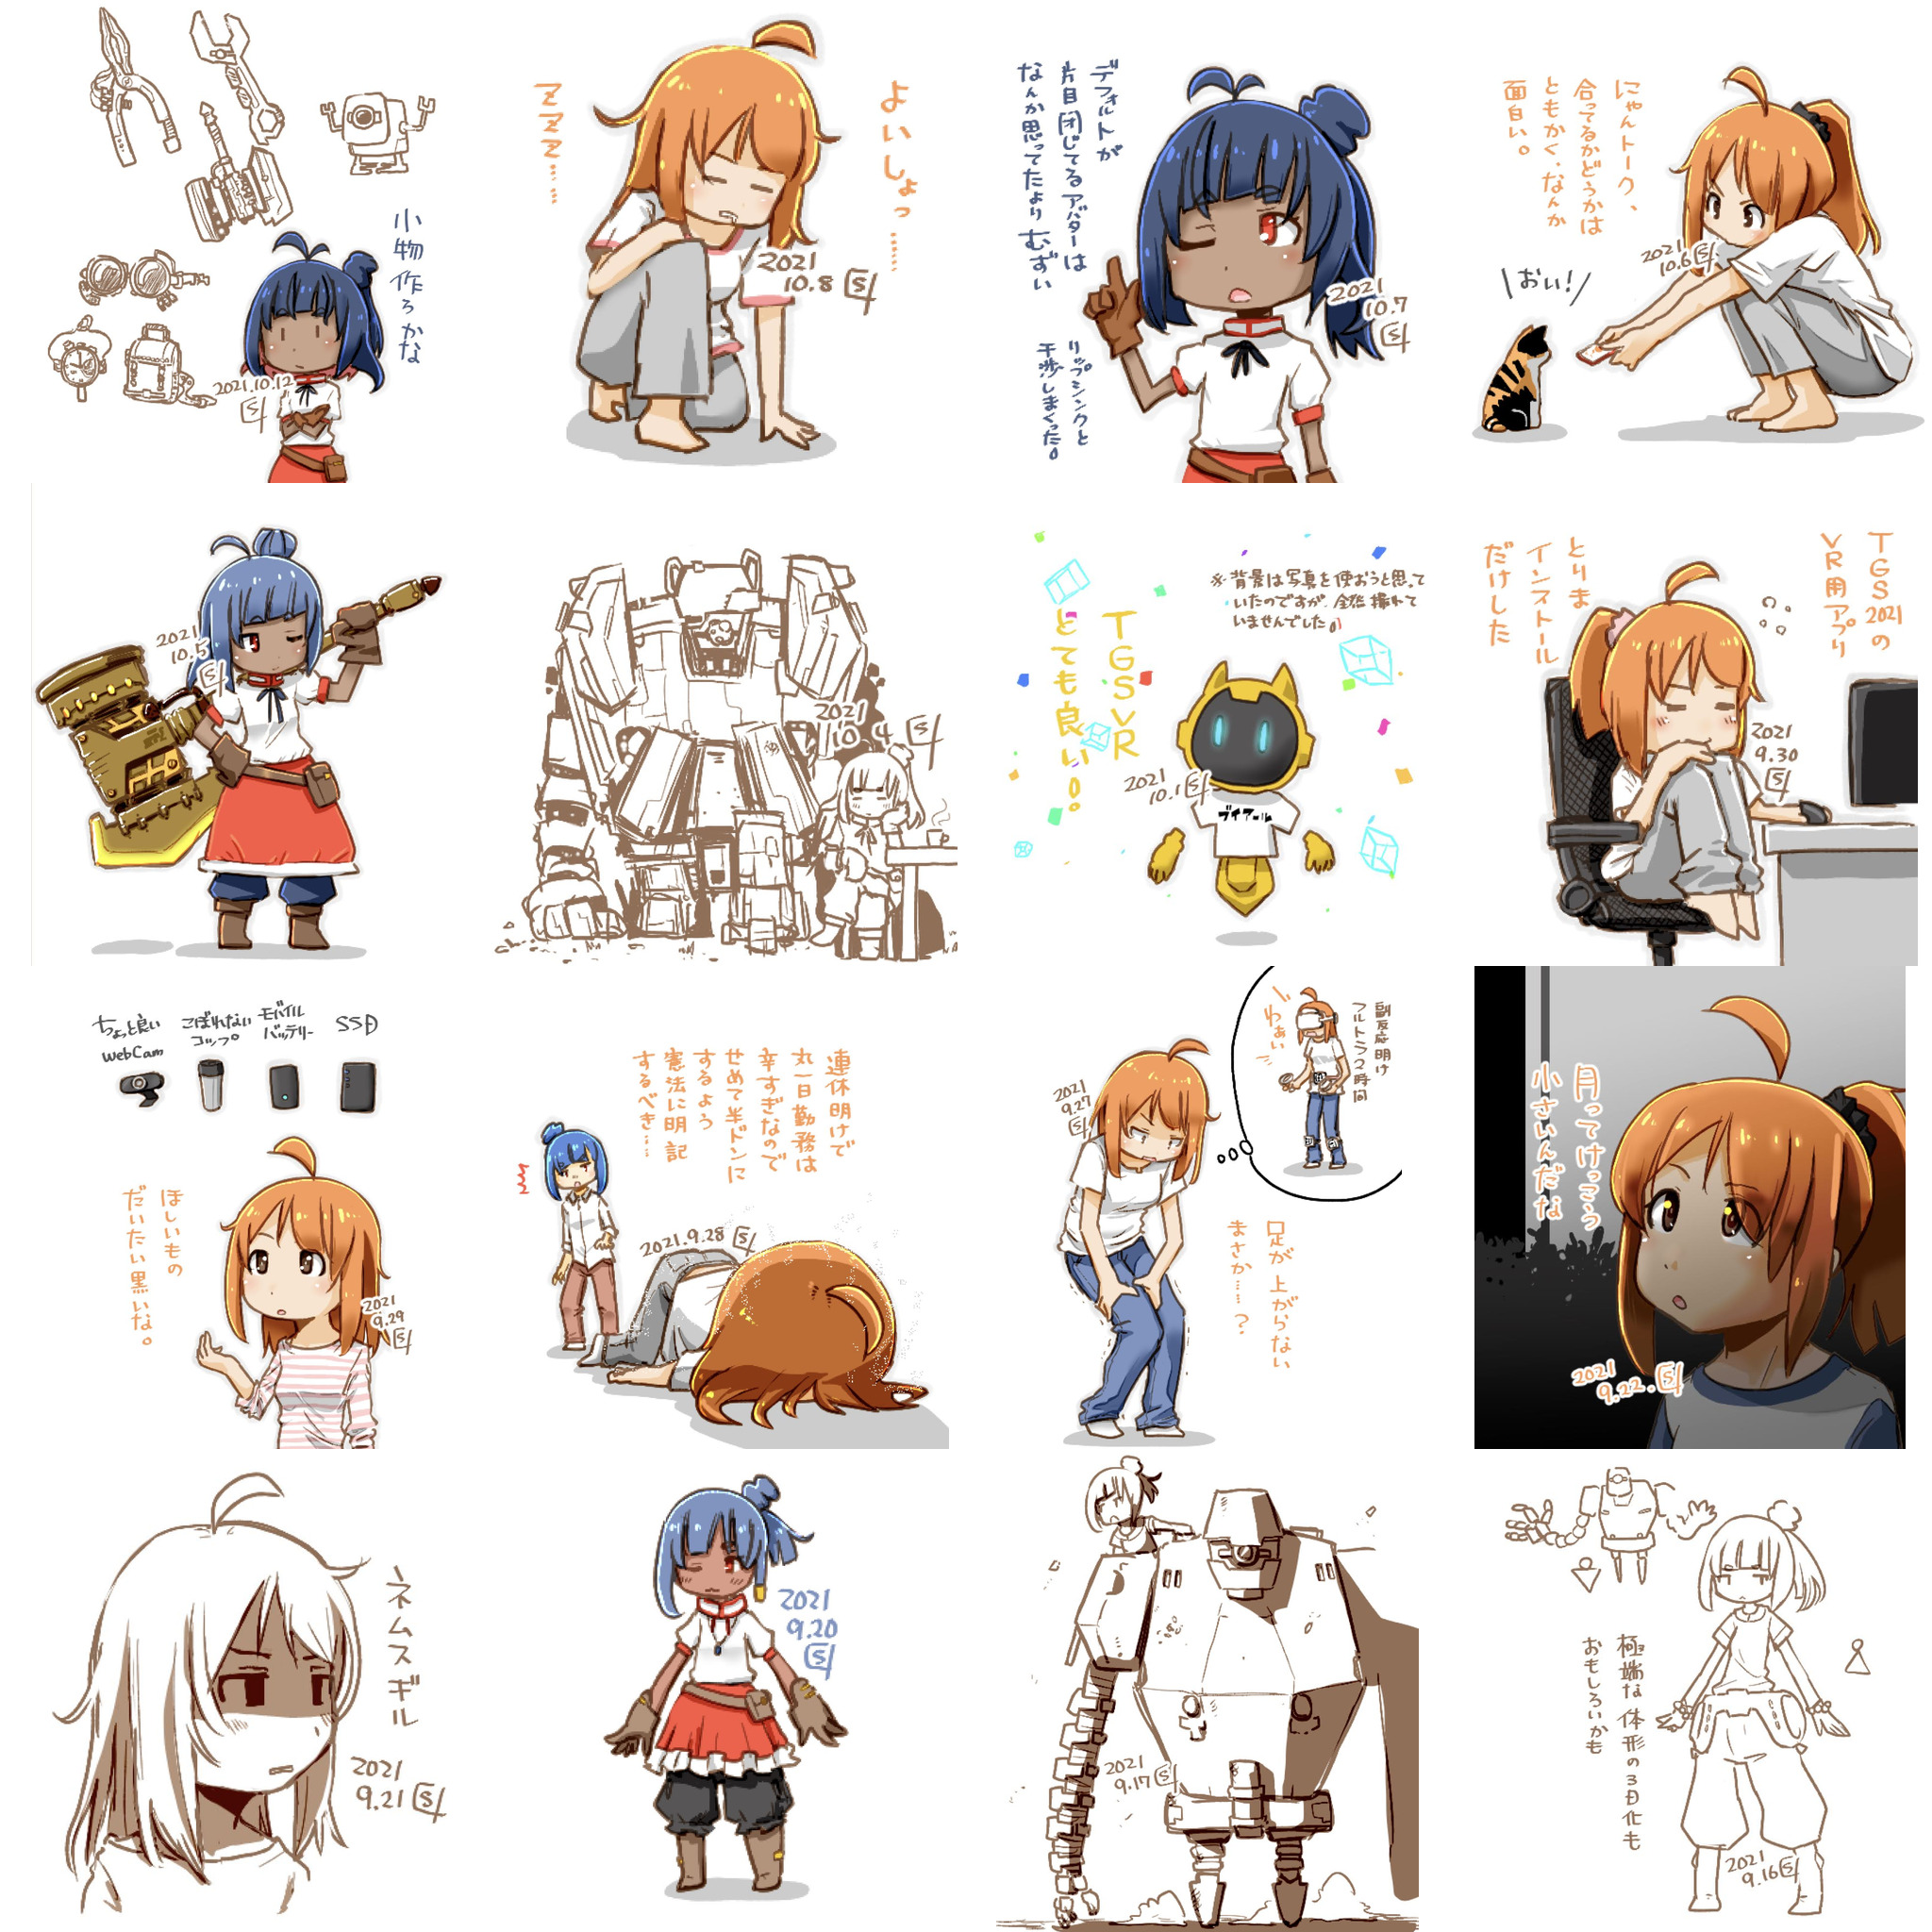 小物作ろかな
2021.10.12
よいしょっ……
zzzz……
2021
10.8
デフォルトが
片目閉じてるアバターは
なんか思ってたよりむずい
リップシンクと
干渉しまくった。
2021
10.7
にゃんトーク、
合ってるかどうかは
ともかく、なんか
面白い。
おい!
2021
10.6
2021
10.5
2021
10.4
※背景は写真を使おうと思って
いたのですが、全然撮れて
いませんでした。
TGSVR
とても良い。
2021
10.1
ブイアール
TGS2021の
VR用アプリ
とりま
インストール
だけした
2021
9.30
ちょっと良い
WebCam
こぼれない
コップ
モバイル
バッテリー
SSD
ほしいもの
だいたい黒いな。
2021
9.29
連休明けで
丸一日勤務は
辛すぎなので
せめて半ドンに
するよう
憲法に明記
するべき…
2021.9.28
副反応明け
フルトラ2時間
わぁい
足が上がらない
まさか……?
2021
9.27
月ってけっこう
小さいんだな
2021
9.22.
ネムスギル
2021
9.21
2021
9.20
2021
9.17
極端な体形の3D化も
おもしろいかも
2021
9.16